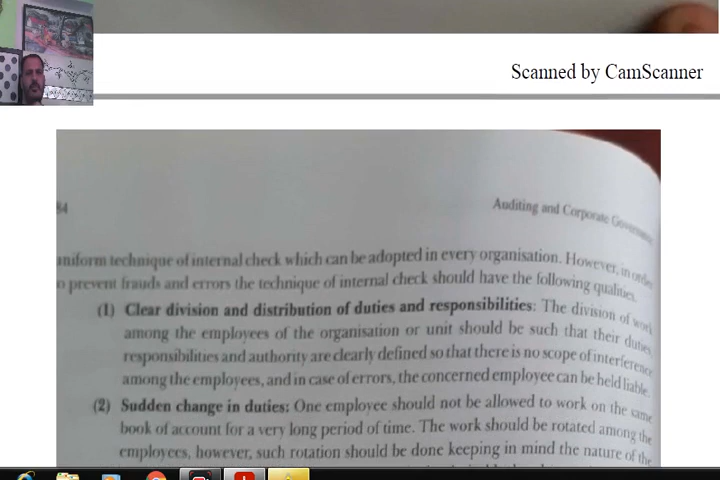 Scanned by CamScanner
84
Auditing and Corporate Governance
uniform technique of internal check which can be adopted in every organisation. However, in order
o prevent frauds and errors the technique of internal check should have the following qualities.
(1) Clear division and distribution of duties and responsibilities: The division of work
among the employees of the organisation or unit should be such that their duties,
responsibilities and authority are clearly defined so that there is no scope of interference
among the employees, and in case of errors, the concerned employee can be held liable.
(2) Sudden change in duties: One employee should not be allowed to work on the same
book of account for a very long period of time. The work should be rotated among the
employees, however, such rotation should be done keeping in mind the nature of the